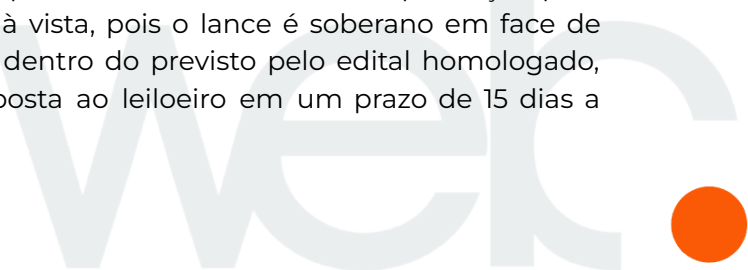 à vista, pois o lance é soberano em face de
dentro do previsto pelo edital homologado,
posta ao leiloeiro em um prazo de 15 dias a
web